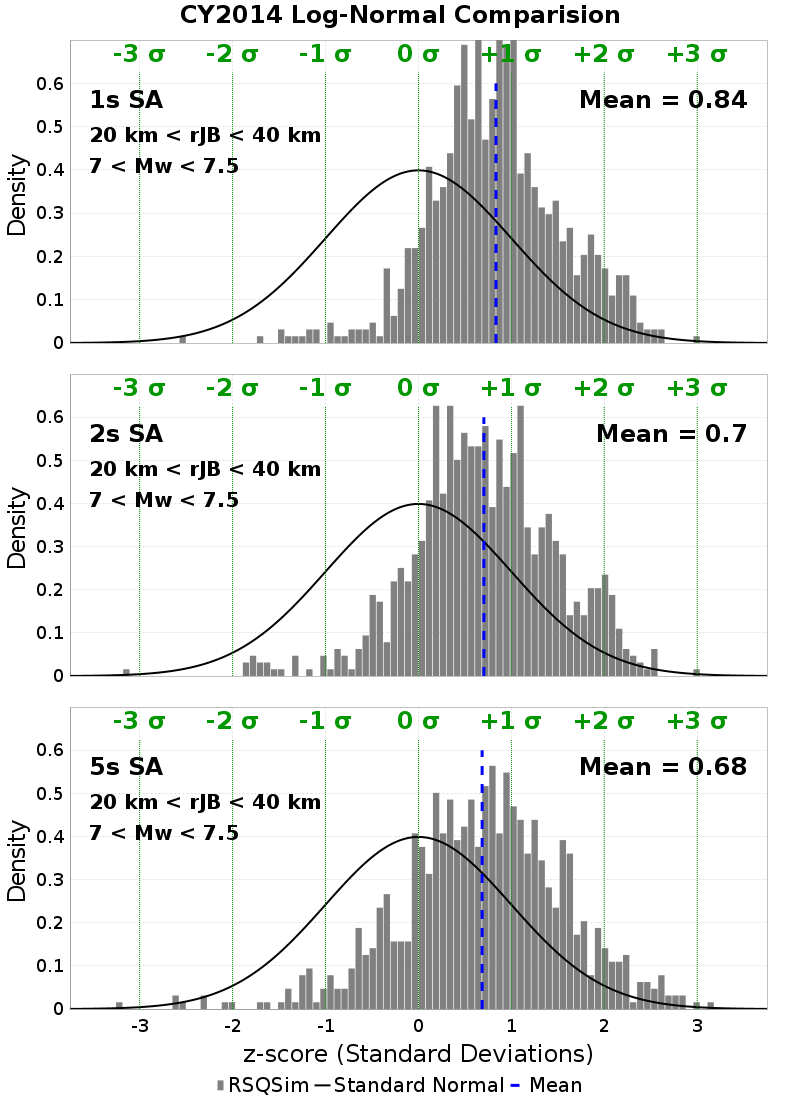 CY2014 Log-Normal Comparision
-3 σ -2 σ -1 σ 0 σ +1 σ +2 σ +3 σ
1s SA
Mean = 0.84
20 km < rJB < 40 km
7 < Mw < 7.5
Density
0.6
0.5
0.4
0.3
0.2
0.1
0
-3 σ -2 σ -1 σ 0 σ +1 σ +2 σ +3 σ
2s SA
Mean = 0.7
20 km < rJB < 40 km
7 < Mw < 7.5
Density
0.6
0.5
0.4
0.3
0.2
0.1
0
-3 σ -2 σ -1 σ 0 σ +1 σ +2 σ +3 σ
5s SA
Mean = 0.68
20 km < rJB < 40 km
7 < Mw < 7.5
Density
0.6
0.5
0.4
0.3
0.2
0.1
0
-3 -2 -1 0 1 2 3
z-score (Standard Deviations)
RSQSim Standard Normal Mean